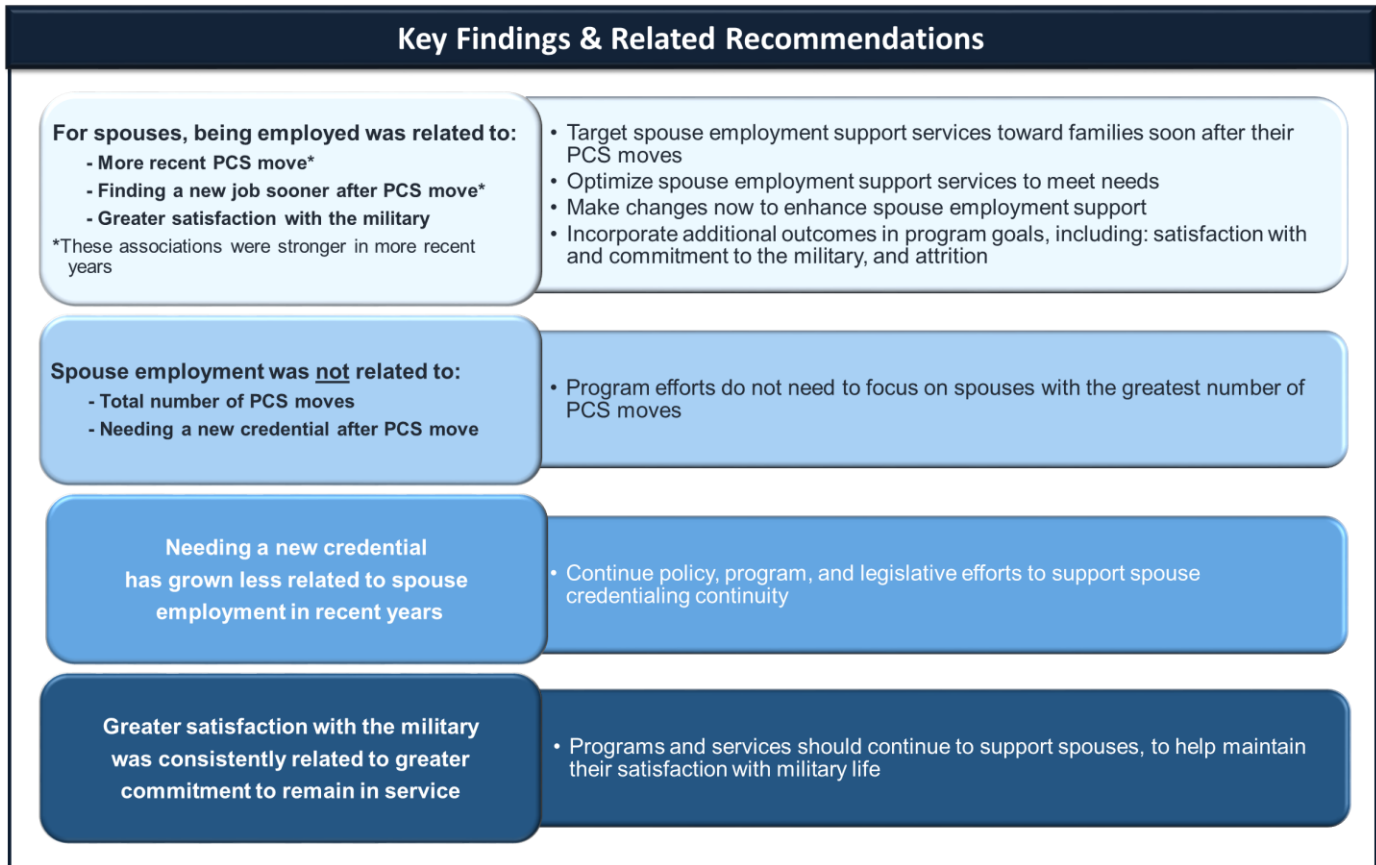 Key Findings & Related Recommendations
For spouses, being employed was related to:
- More recent PCS move*
- Finding a new job sooner after PCS move*
- Greater satisfaction with the military
*These associations were stronger in more recent
years
• Target spouse employment support services toward families soon after their
PCS moves
• Optimize spouse employment support services to meet needs
• Make changes now to enhance spouse employment support
• Incorporate additional outcomes in program goals, including: satisfaction with
and commitment to the military, and attrition
Spouse employment was not related to:
- Total number of PCS moves
- Needing a new credential after PCS move
• Program efforts do not need to focus on spouses with the greatest number of
PCS moves
Needing a new credential
has grown less related to spouse
employment in recent years
• Continue policy, program, and legislative efforts to support spouse
credentialing continuity
Greater satisfaction with the military
was consistently related to greater
commitment to remain in service
• Programs and services should continue to support spouses, to help maintain
their satisfaction with military life